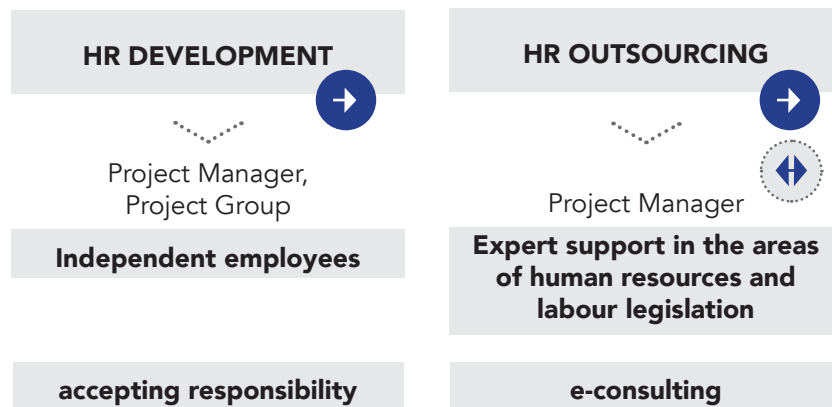 HR DEVELOPMENT
Project Manager,
Project Group
Independent employees
accepting responsibility
HR OUTSOURCING
Project Manager
Expert support in the areas
of human resources and
labour legislation
e-consulting